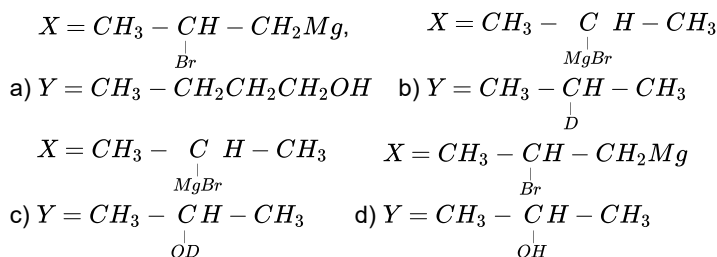 X = CH₃ − CH − CH₂Mg,
|
Br
a) Y = CH₃ − CH₂CH₂CH₂OH
X = CH₃ − C H − CH₃
|
MgBr
b) Y = CH₃ − CH − CH₃
|
D
X = CH₃ − C H − CH₃
|
MgBr
c) Y = CH₃ − CH − CH₃
|
OD
X = CH₃ − CH − CH₂Mg
|
Br
d) Y = CH₃ − CH − CH₃
|
OH